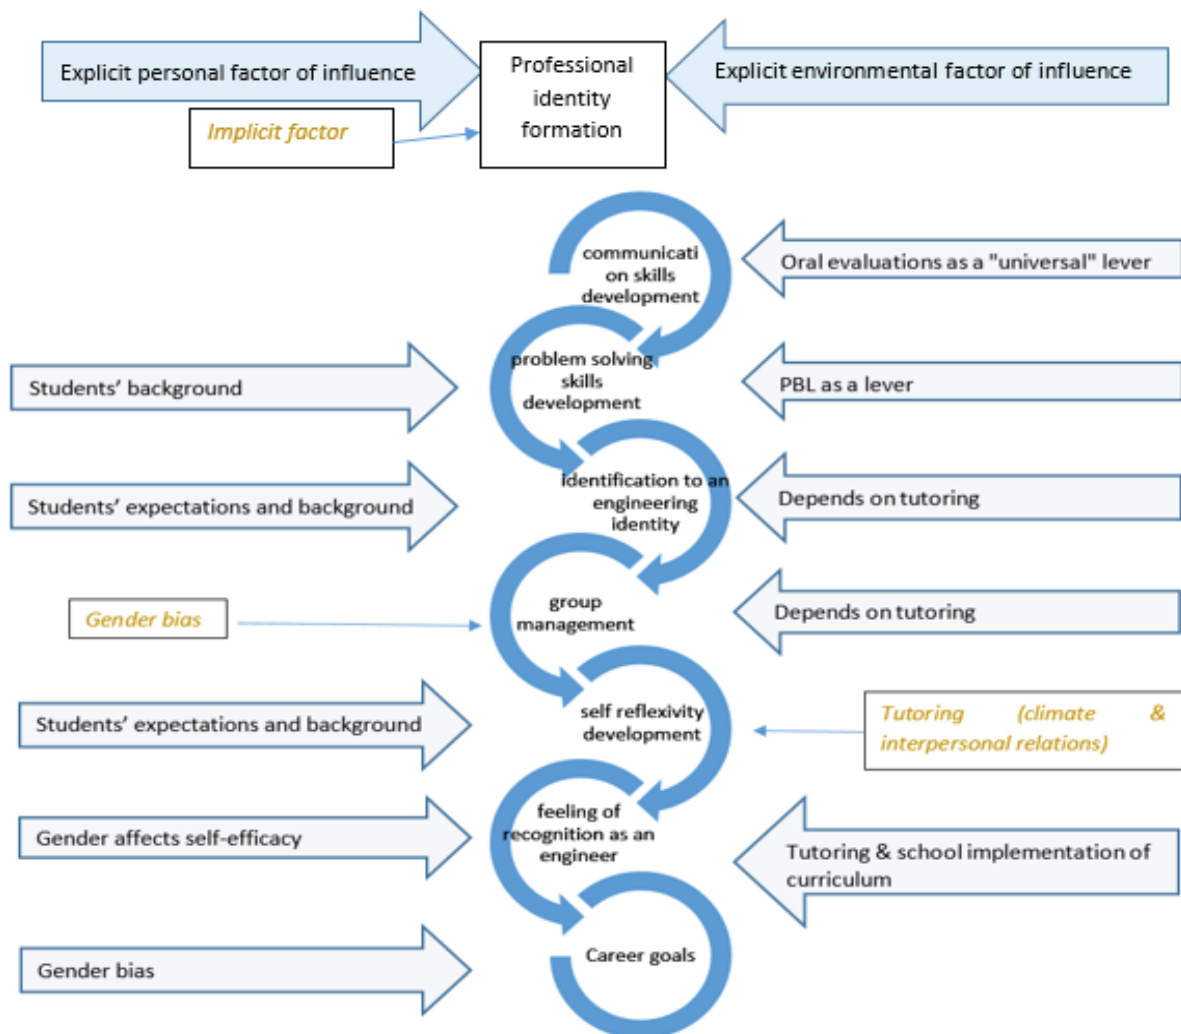 Explicit personal factor of influence
Professional
identity
formation
Explicit environmental factor of influence
Implicit factor
communicati
on skills
development
Oral evaluations as a "universal" lever
Students' background
problem solving
skills
development
PBL as a lever
Students' expectations and background
identification to an
engineering
identity
Depends on tutoring
Gender bias
group
management
Depends on tutoring
Students' expectations and background
self reflexivity
development
Tutoring (climate &
interpersonal relations)
Gender affects self-efficacy
feeling of
recognition as an
engineer
Tutoring & school implementation of
curriculum
Gender bias
Career goals